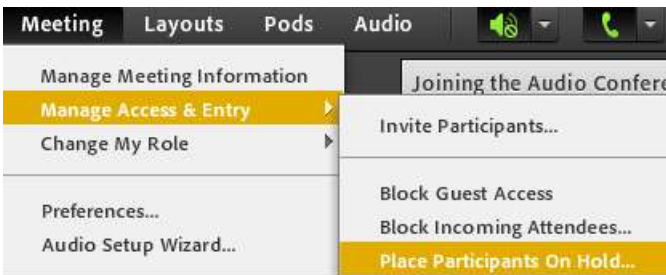 Meeting Layouts Pods Audio
Manage Meeting Information
Joining the Audio Confere
Manage Access & Entry
Invite Participants...
Change My Role
Block Guest Access
Preferences...
Block Incoming Attendees...
Audio Setup Wizard...
Place Participants On Hold...